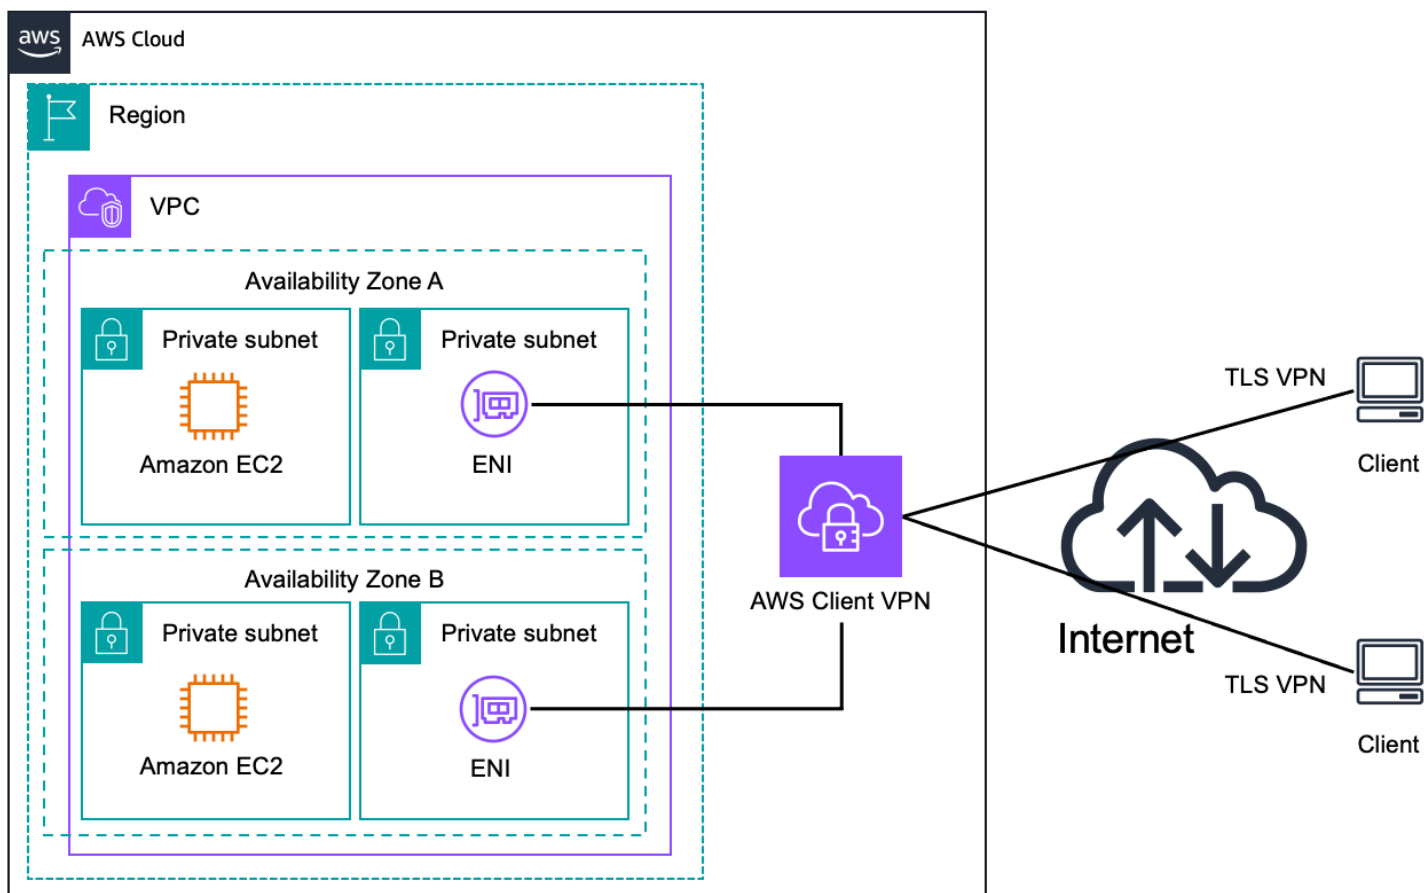 aws
AWS Cloud
Region
VPC
Availability Zone A
Private subnet
Private subnet
Amazon EC2
ENI
Availability Zone B
Private subnet
Private subnet
Amazon EC2
ENI
AWS Client VPN
Internet
TLS VPN
Client
TLS VPN
Client